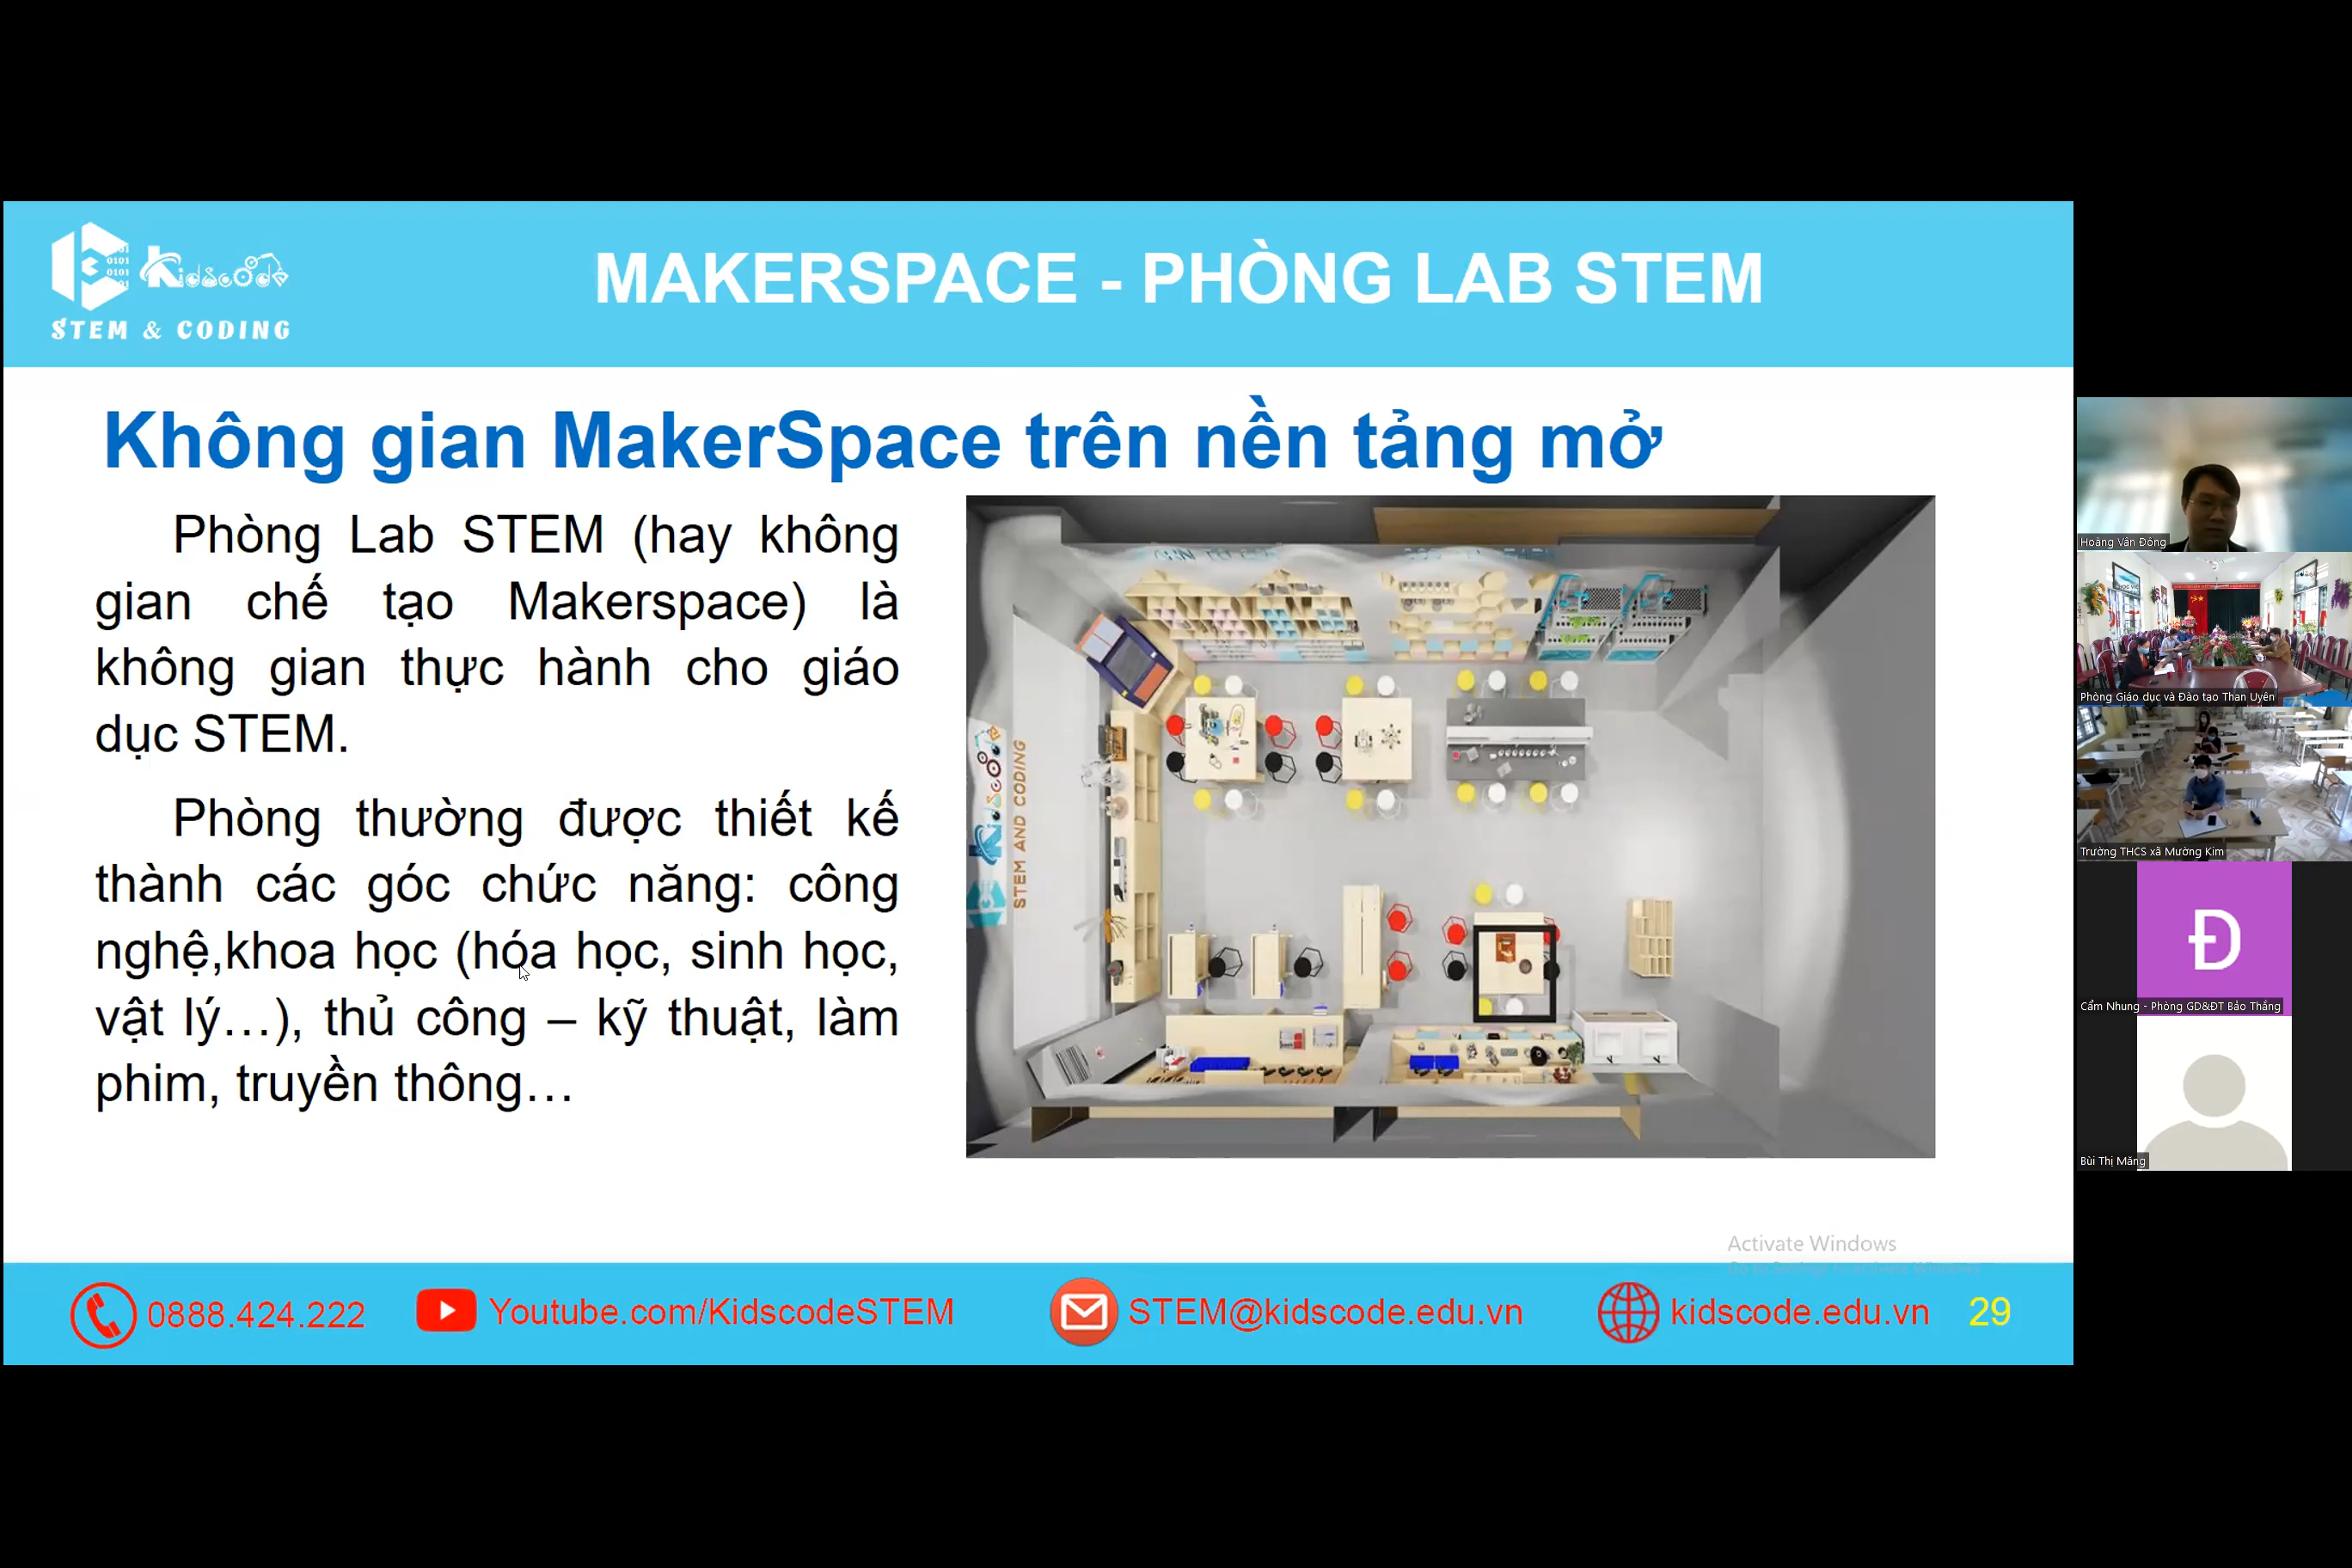 Kidscode
STEM & CODING
MAKERSPACE - PHÒNG LAB STEM
Không gian MakerSpace trên nền tảng mở
Phòng Lab STEM (hay không
gian chế tạo Makerspace) là
không gian thực hành cho giáo
dục STEM.
Phòng thường được thiết kế
thành các góc chức năng: công
nghệ,khoa học (hóa học, sinh học,
vật lý…), thủ công – kỹ thuật, làm
phim, truyền thông…
Kidscode
STEM AND CODING
Activate Windows
0888.424.222
Youtube.com/KidscodeSTEM
STEM@kidscode.edu.vn
kidscode.edu.vn
29
Hoàng Vân Đông
Phòng Giáo dục và Đào tạo Than Uyên
Trường THCS xã Mường Kim
Đ
Cẩm Nhung - Phòng GD&ĐT Bảo Thắng
Bùi Thị Măng